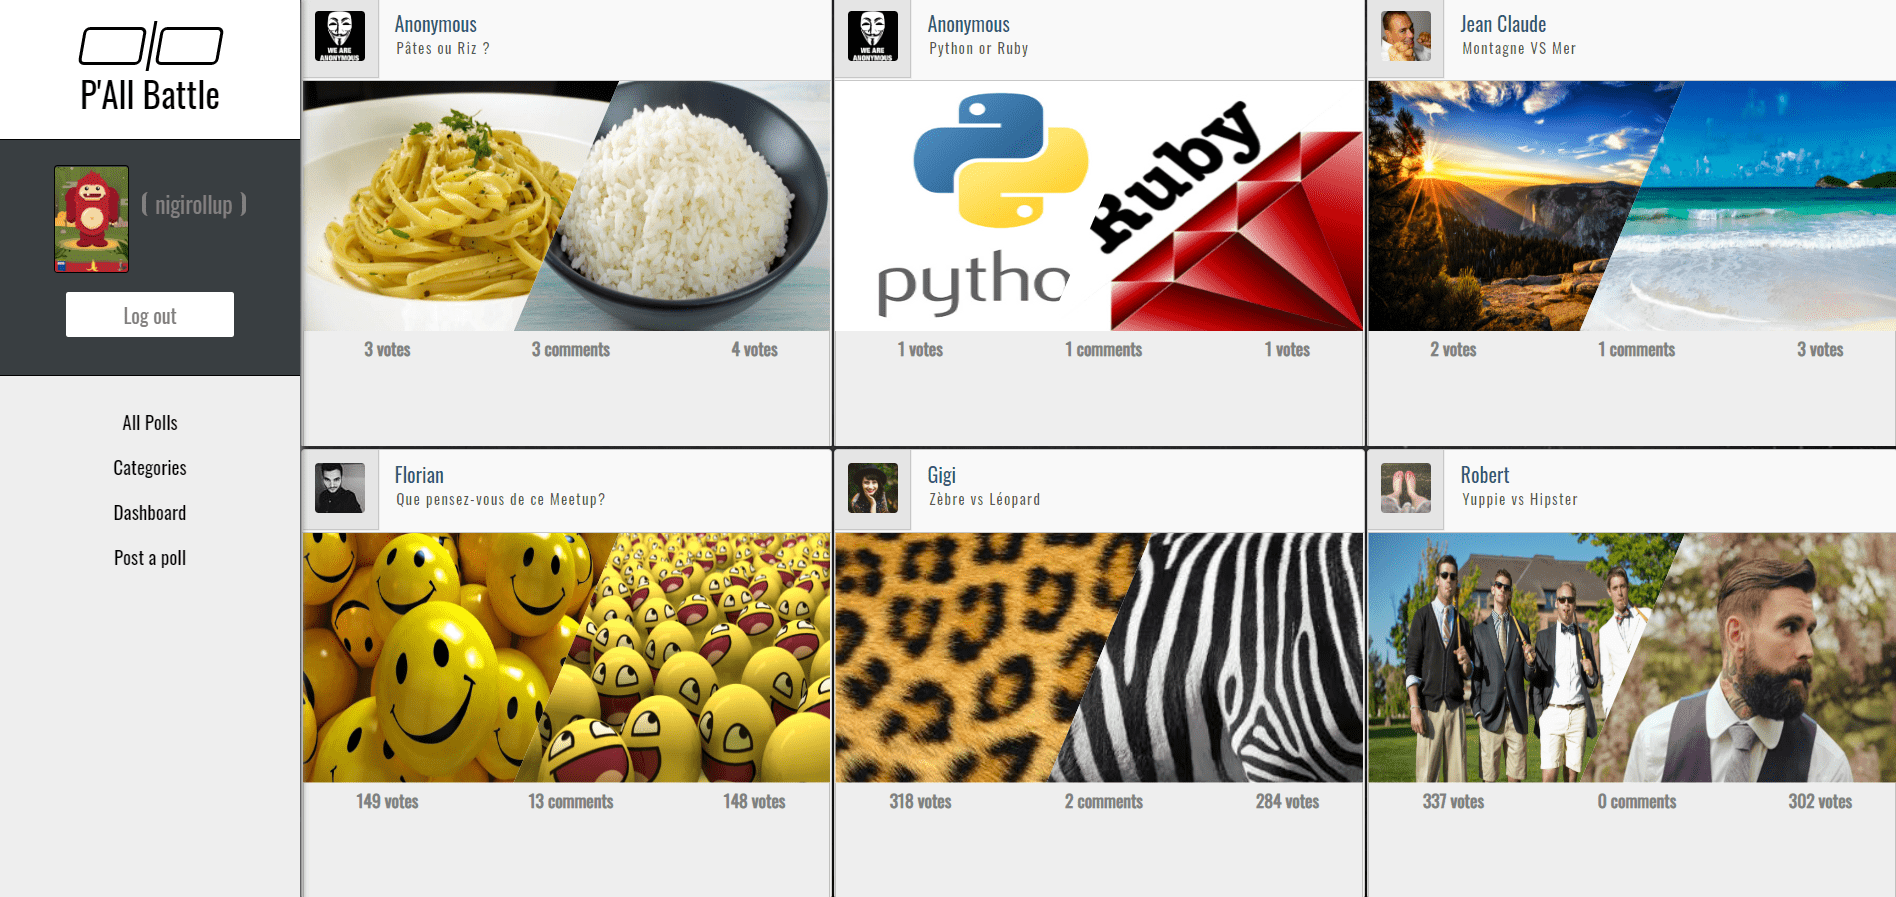 P'All Battle
( nigirollup )
Log out
All Polls
Categories
Dashboard
Post a poll
WE ARE
ANONYMOUS
Anonymous
Pâtes ou Riz ?
3 votes
3 comments
4 votes
WE ARE
ANONYMOUS
Anonymous
Python or Ruby
pytho
Ruby
1 votes
1 comments
1 votes
Jean Claude
Montagne VS Mer
2 votes
1 comments
3 votes
Florian
Que pensez-vous de ce Meetup?
149 votes
13 comments
148 votes
Gigi
Zèbre vs Léopard
318 votes
2 comments
284 votes
Robert
Yuppie vs Hipster
337 votes
0 comments
302 votes